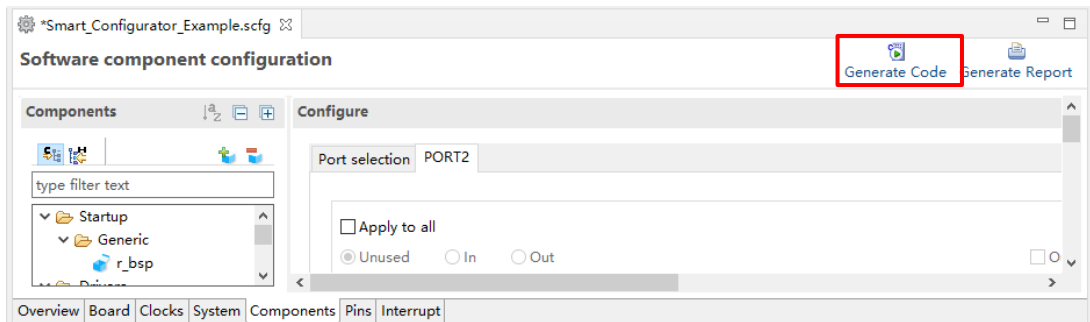 *Smart_Configurator_Example.scfg
Software component configuration
Generate Code Generate Report
Components
Configure
type filter text
Startup
Generic
r_bsp
Drivers
Port selection PORT2
Apply to all
Unused In Out
O
Overview Board Clocks System Components Pins Interrupt